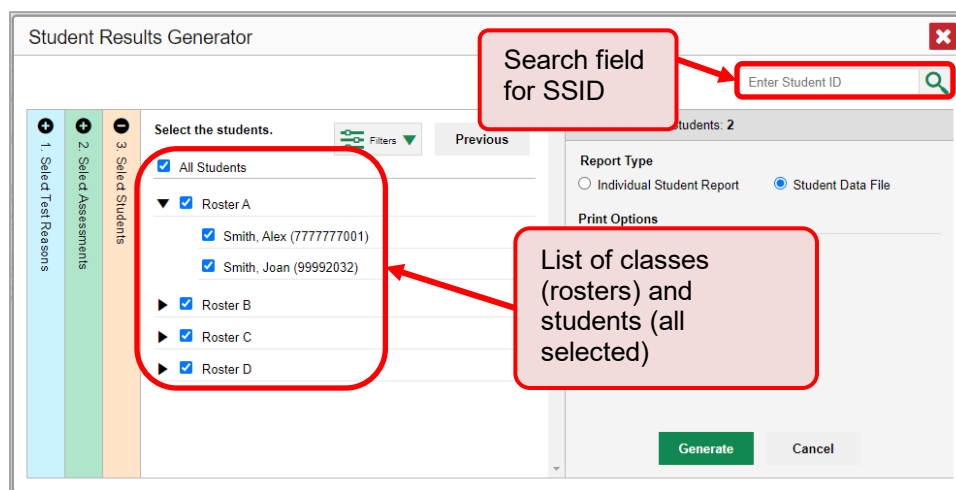 Student Results Generator
Search field
for SSID
Enter Student ID
1. Select Test Reasons
2. Select Assessments
3. Select Students
Select the students.
Filters
Previous
All Students
Roster A
Smith, Alex (7777777001)
Smith, Joan (99992032)
Roster B
Roster C
Roster D
Students: 2
Report Type
Individual Student Report
Student Data File
Print Options
List of classes
(rosters) and
students (all
selected)
Generate
Cancel